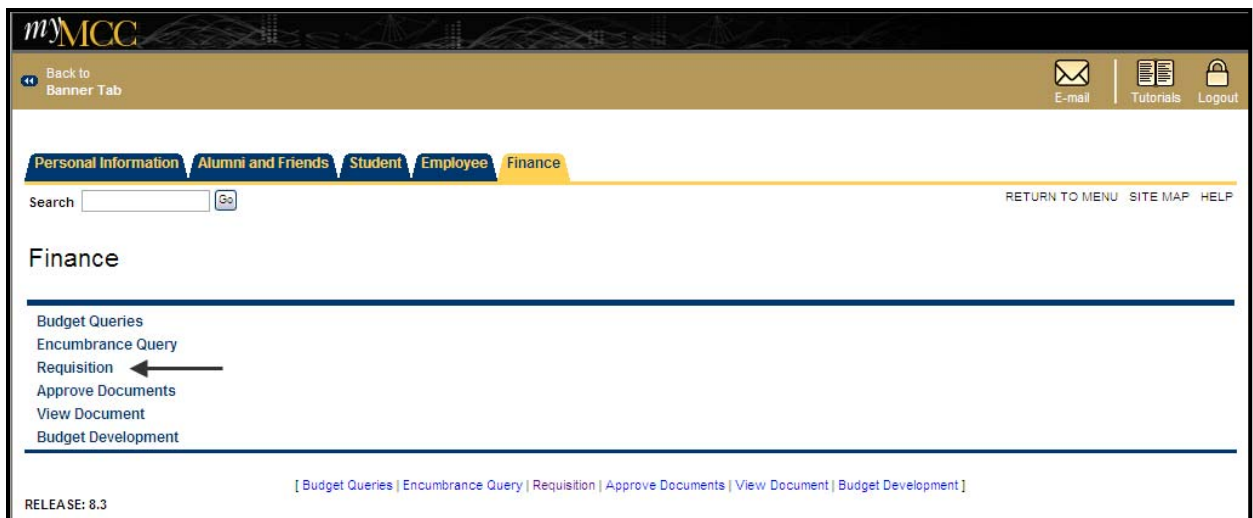 myMCC
Back to
Banner Tab
E-mail
Tutorials
Logout
Personal Information Alumni and Friends Student Employee Finance
Search Go RETURN TO MENU SITE MAP HELP
Finance
Budget Queries
Encumbrance Query
Requisition
Approve Documents
View Document
Budget Development
[ Budget Queries | Encumbrance Query | Requisition | Approve Documents | View Document | Budget Development ]
RELEASE: 8.3